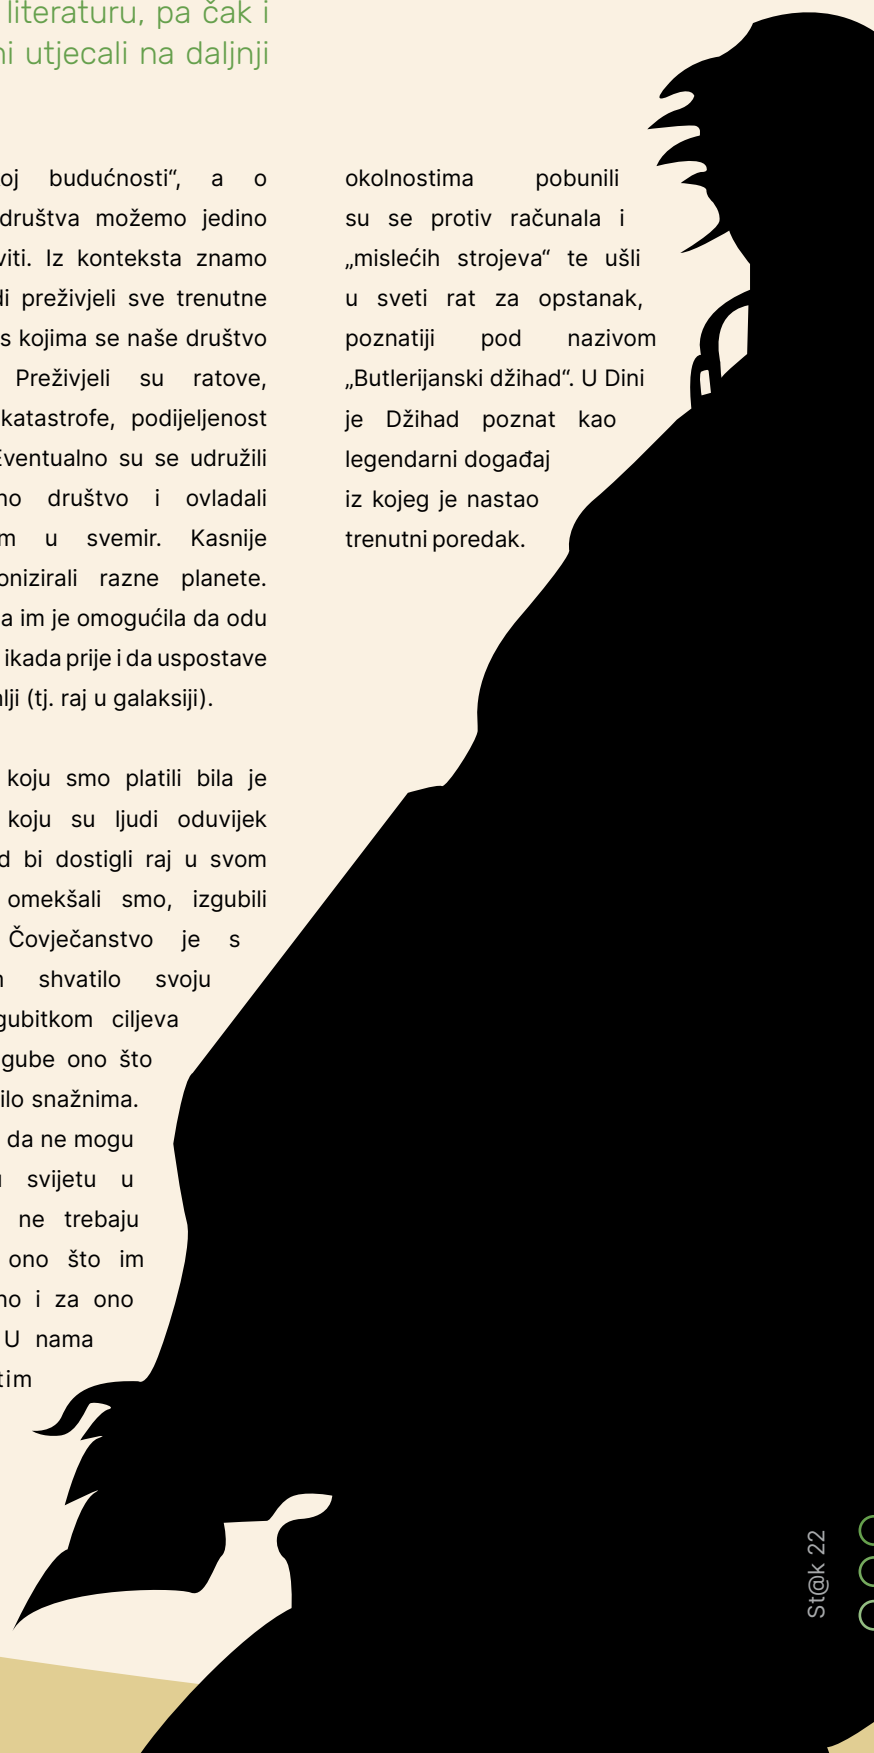 literaturu, pa čak i
ni utjecali na daljnji
oj budućnosti“, a o
društva možemo jedino
viti. Iz konteksta znamo
di preživjeli sve trenutne
s kojima se naše društvo
Preživjeli su ratove,
katastrofe, podijeljenost
Eventualno su se udružili
no društvo i ovladali
m u svemir. Kasnije
onizirali razne planete.
a im je omogućila da odu
ikada prije i da uspostave
lji (tj. raj u galaksiji).
koju smo platili bila je
koju su ljudi oduvijek
d bi dostigli raj u svom
omekšali smo, izgubili
Čovječanstvo je s
shvatilo svoju
gubitkom ciljeva
gube ono što
ilo snažnima.
da ne mogu
svijetu u
ne trebaju
ono što im
no i za ono
U nama
tim
okolnostima pobunili
su se protiv računala i
„mislećih strojeva“ te ušli
u sveti rat za opstanak,
poznatiji pod nazivom
„Butlerijanski džihad“. U Dini
je Džihad poznat kao
legendarni događaj
iz kojeg je nastao
trenutni poredak.
St@k 22